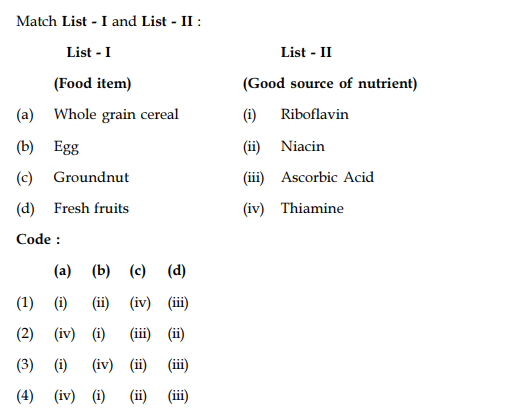 Match List - I and List - II :
List - I List - II
(Food item) (Good source of nutrient)
(a) Whole grain cereal (i) Riboflavin
(b) Egg (ii) Niacin
(c) Groundnut (iii) Ascorbic Acid
(d) Fresh fruits (iv) Thiamine
Code :
(a) (b) (c) (d)
(1) (i) (ii) (iv) (iii)
(2) (iv) (i) (iii) (ii)
(3) (i) (iv) (ii) (iii)
(4) (iv) (i) (ii) (iii)